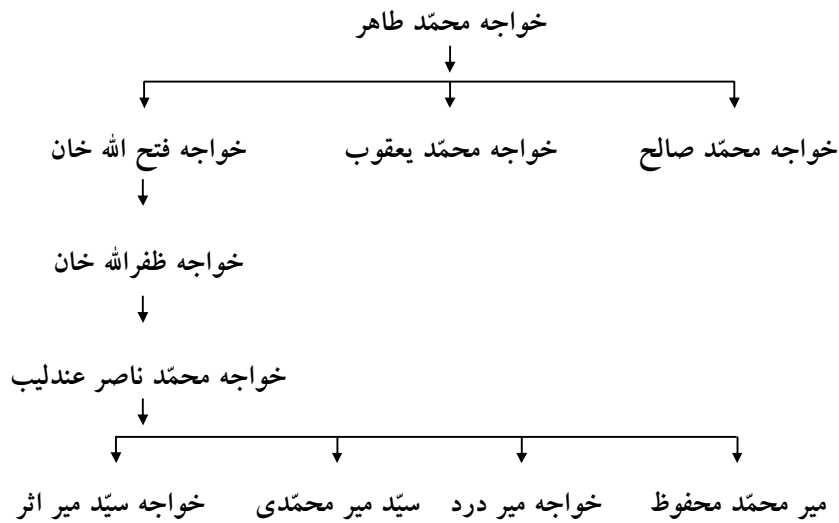 خواجه محمّد طاهر
خواجه محمّد صالح خواجه محمّد یعقوب خواجه فتح الله خان
خواجه ظفرالله خان
خواجه محمّد ناصر عندلیب
میر محمّد محفوظ خواجه میر درد سیّد میر محمّدی خواجه سیّد میر اثر